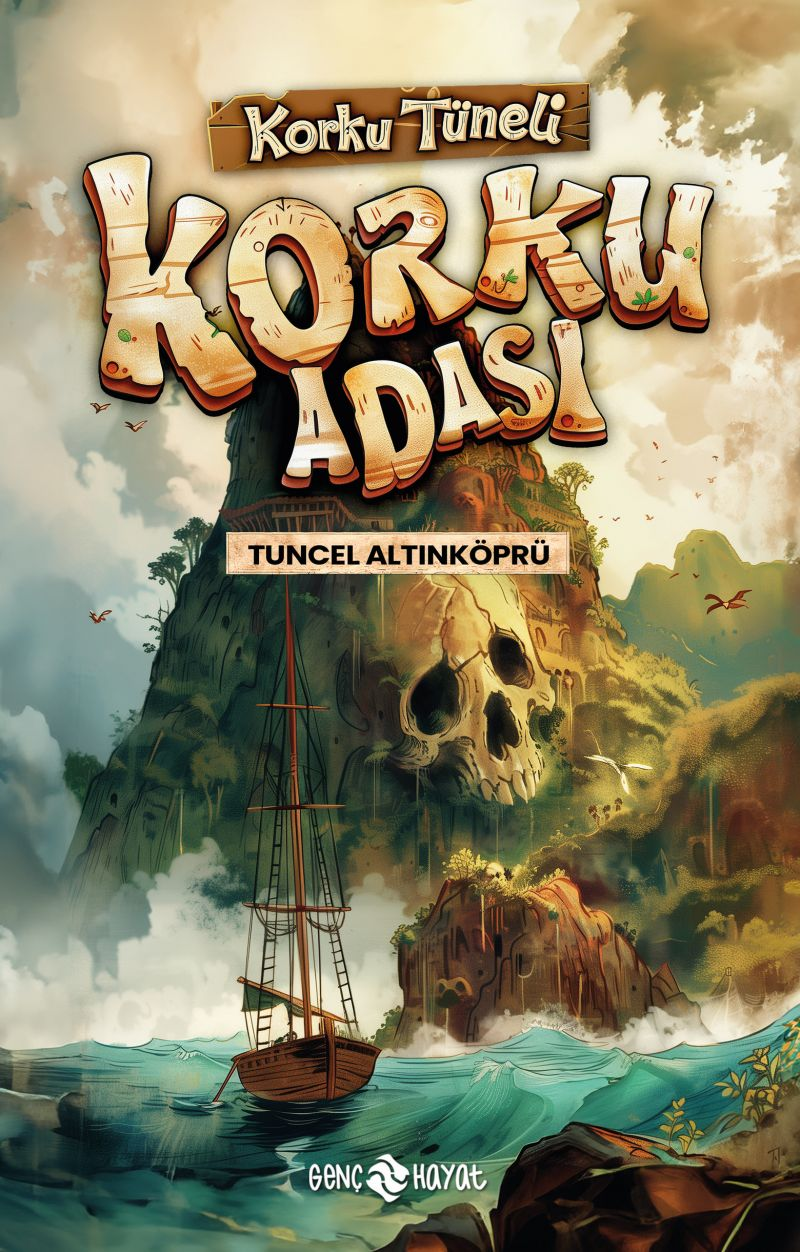 Korku Tüneli
KORKU
ADASI
TUNCEL ALTINKÖPRÜ
GENÇ HAYAT